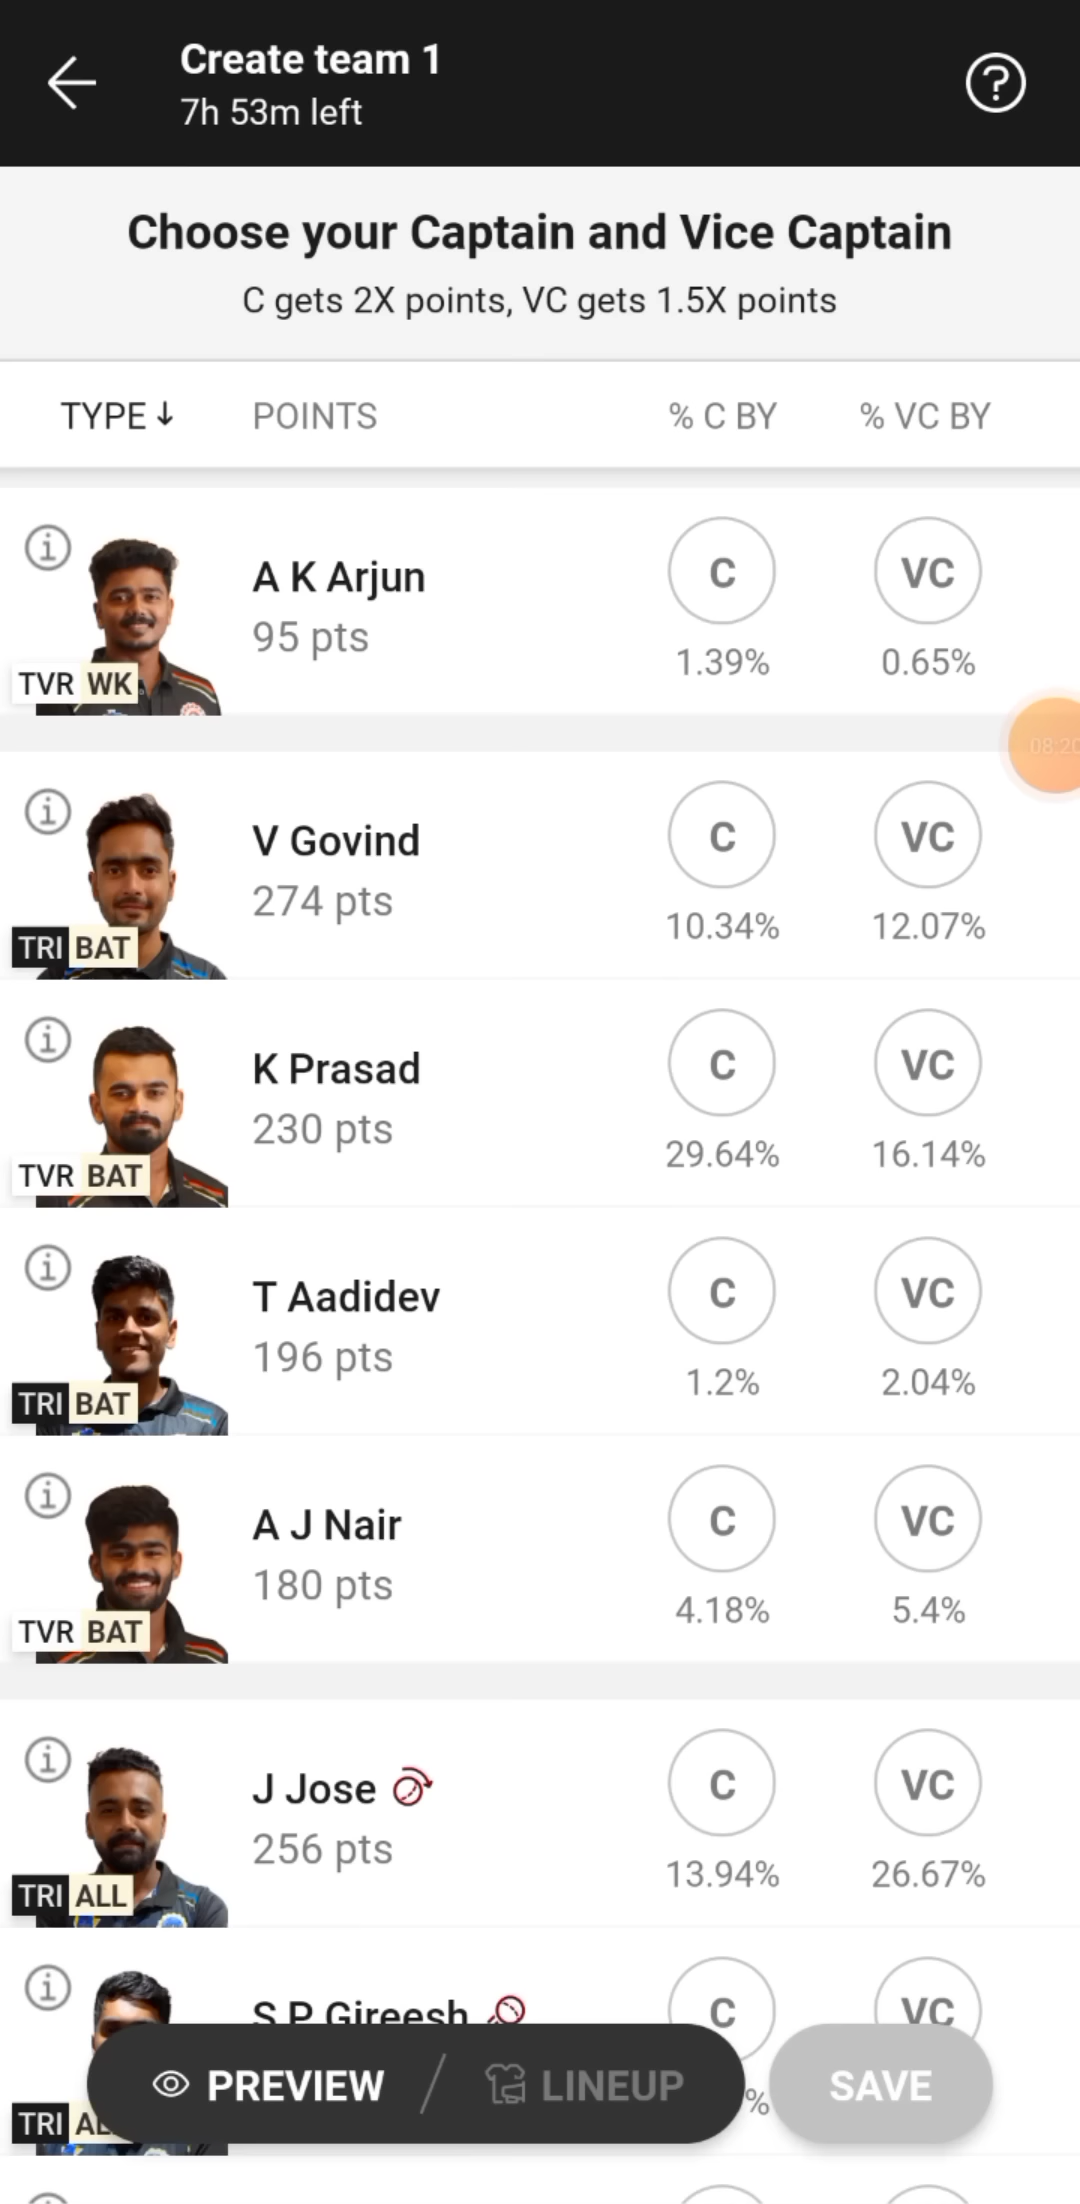 Create team 1
7h 53m left
Choose your Captain and Vice Captain
C gets 2X points, VC gets 1.5X points
TYPE↓ POINTS % C BY % VC BY
A K Arjun C VC
95 pts
1.39% 0.65%
TVR WK
08:20
V Govind C VC
274 pts
10.34% 12.07%
TRI BAT
K Prasad C VC
230 pts
29.64% 16.14%
TVR BAT
T Aadidev C VC
196 pts
1.2% 2.04%
TRI BAT
A J Nair C VC
180 pts
4.18% 5.4%
TVR BAT
J Jose C VC
256 pts
13.94% 26.67%
TRI ALL
S P Gireesh C VC
PREVIEW / LINEUP % SAVE
TRI